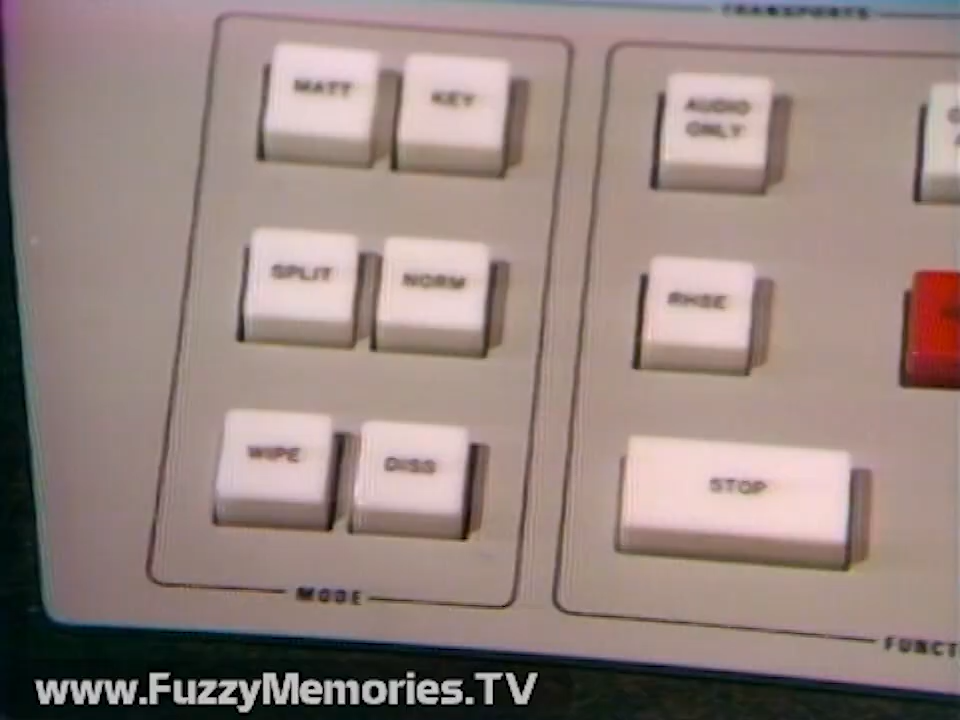 TRANSPORTS
MATT
KEY
AUDIO
ONLY
SPLIT
NORM
RHSE
WIPE
DISS
STOP
MODE
FUNCT
www.FuzzyMemories.TV